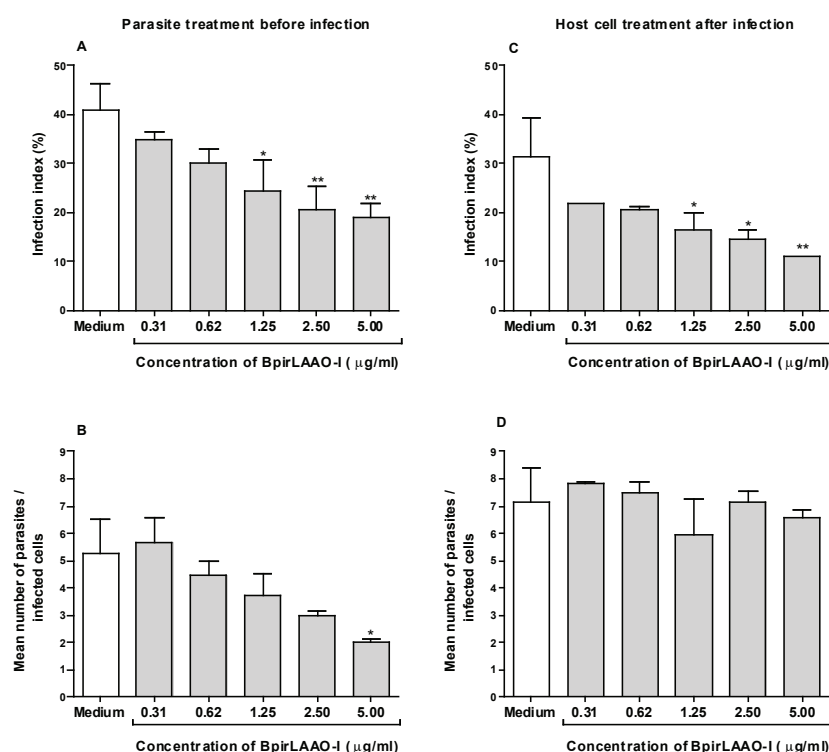 Parasite treatment before infection
A
50
40
30
20
10
0
Infection index (%)
*
**
**
Medium 0.31 0.62 1.25 2.50 5.00
Concentration of BpirLAAO-I ( μg/ml)
Host cell treatment after infection
C
50
40
30
20
10
0
Infection index (%)
*
*
**
Medium 0.31 0.62 1.25 2.50 5.00
Concentration of BpirLAAO-I ( μg/ml)
B
9
8
7
6
5
4
3
2
1
0
Mean number of parasites /
infected cells
*
Medium 0.31 0.62 1.25 2.50 5.00
Concentration of BpirLAAO-I ( μg/ml)
D
9
8
7
6
5
4
3
2
1
0
Mean number of parasites /
infected cells
Medium 0.31 0.62 1.25 2.50 5.00
Concentration of BpirLAAO-I ( μg/ml)